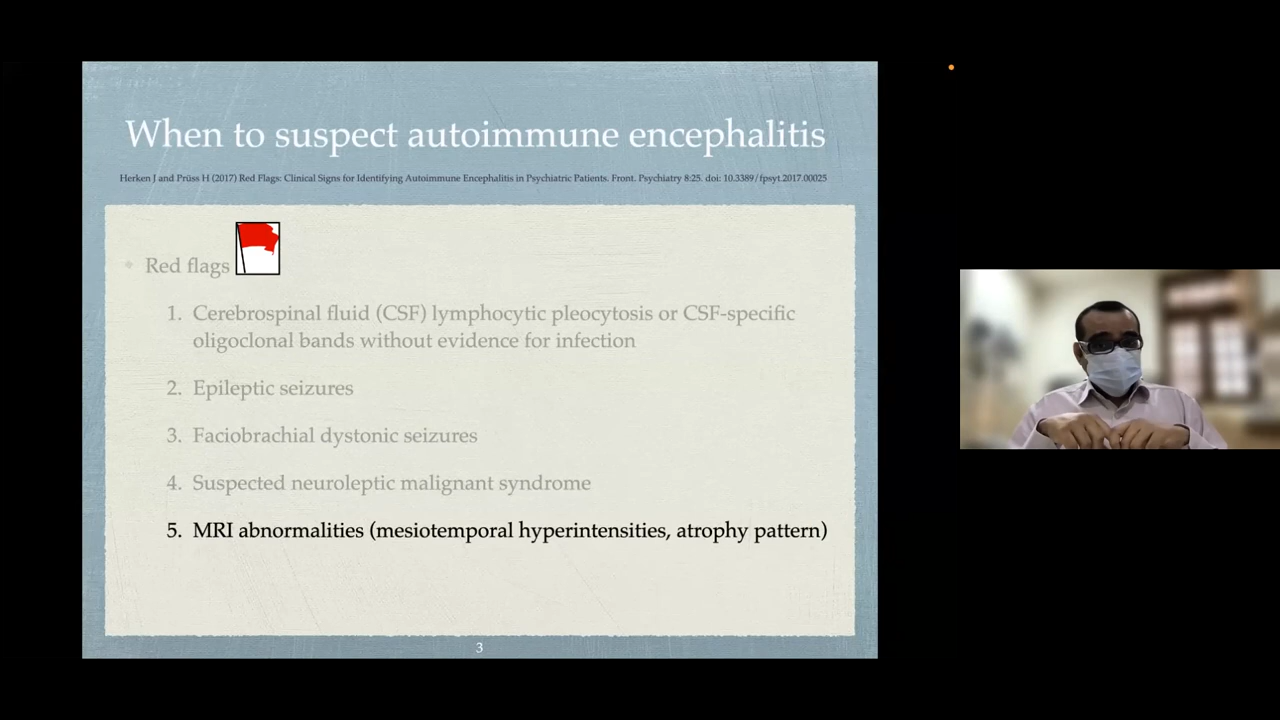 When to suspect autoimmune encephalitis
Herken J and Prüss H (2017) Red Flags: Clinical Signs for Identifying Autoimmune Encephalitis in Psychiatric Patients. Front. Psychiatry 8:25. doi: 10.3389/fpsyt.2017.00025
Red flags
1. Cerebrospinal fluid (CSF) lymphocytic pleocytosis or CSF-specific
oligoclonal bands without evidence for infection
2. Epileptic seizures
3. Faciobrachial dystonic seizures
4. Suspected neuroleptic malignant syndrome
5. MRI abnormalities (mesiotemporal hyperintensities, atrophy pattern)
3